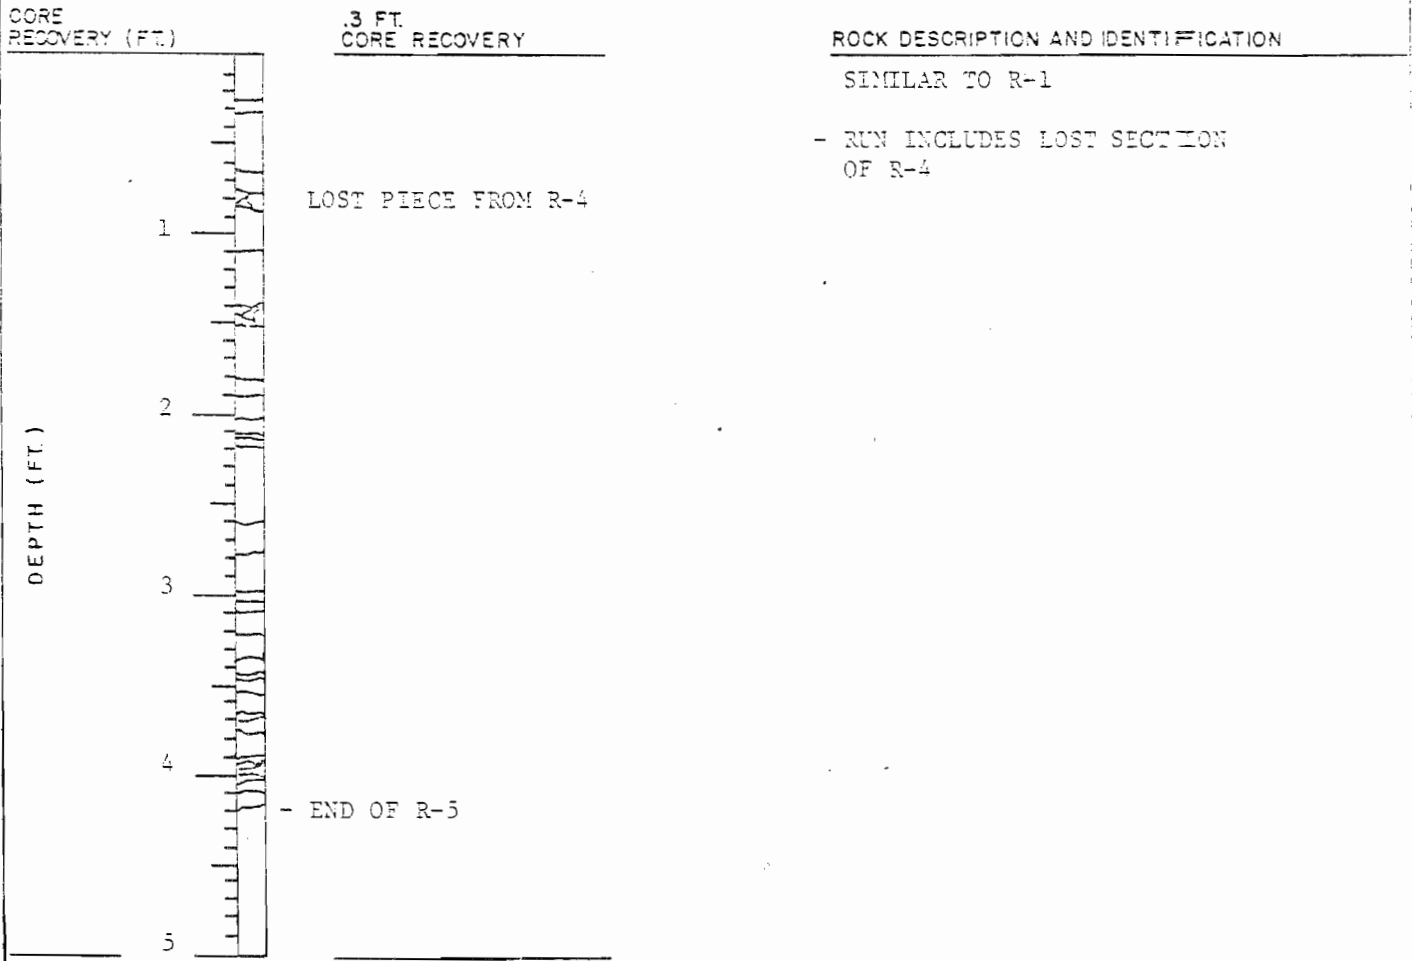 CORE
RECOVERY (FT.)
.3 FT.
CORE RECOVERY
ROCK DESCRIPTION AND IDENTIFICATION
SIMILAR TO R-1
- RUN INCLUDES LOST SECTION
OF R-4
LOST PIECE FROM R-4
1
2
DEPTH (FT.)
3
4
- END OF R-5
5